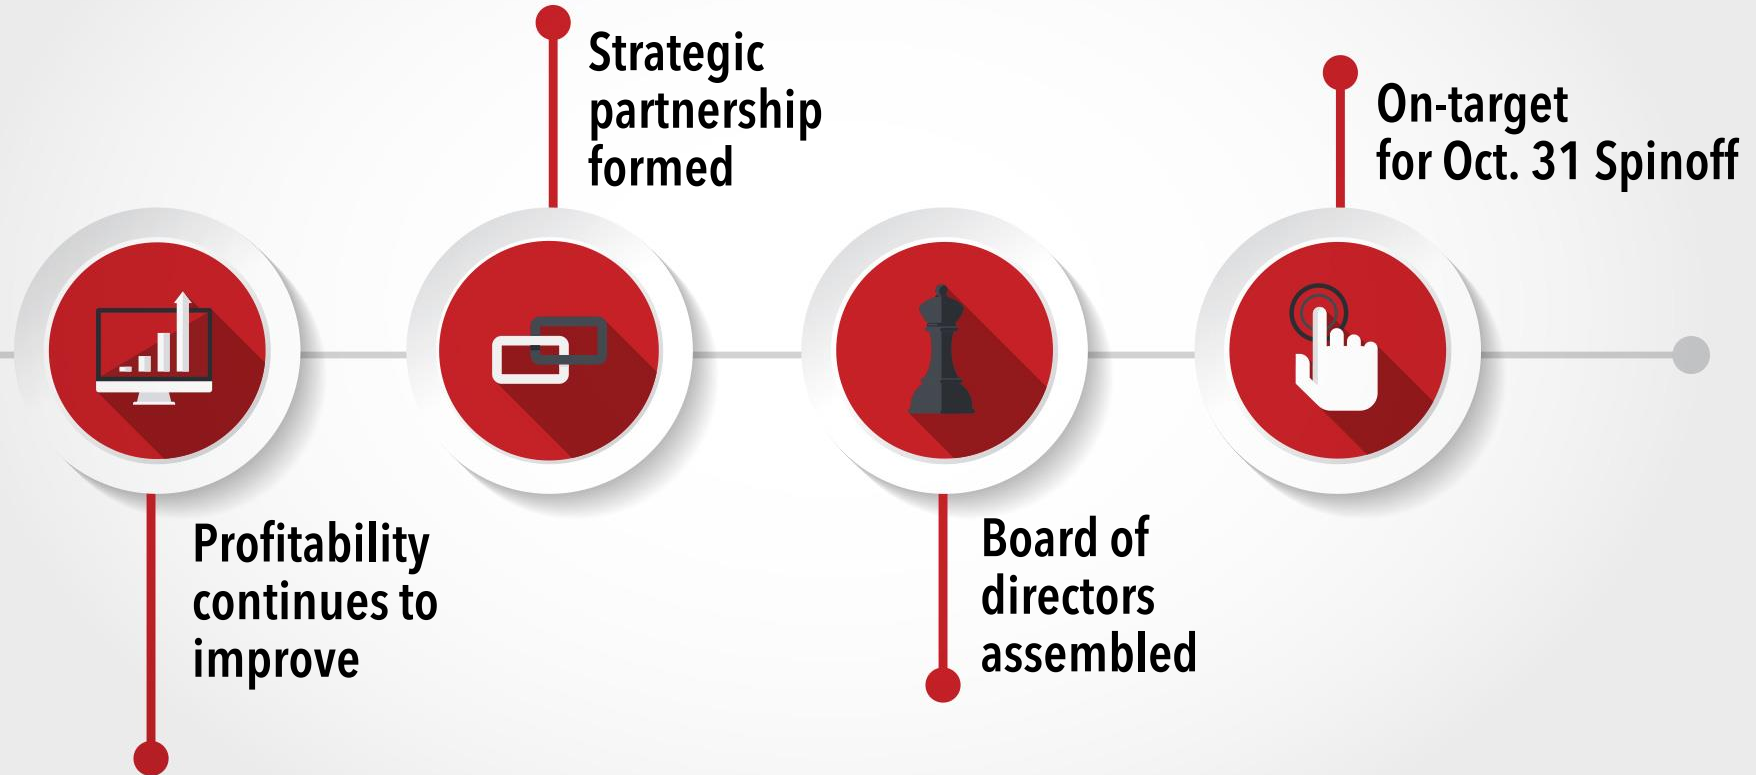 Profitability
continues to
improve
Strategic
partnership
formed
Board of
directors
assembled
On-target
for Oct. 31 Spinoff